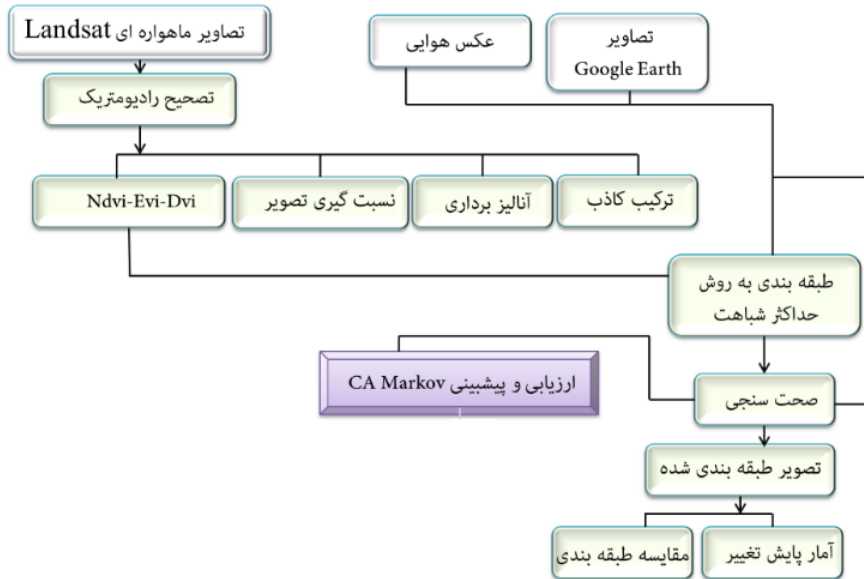 تصاویر ماهواره ای Landsat
عکس هوایی
تصاویر
Google Earth
تصحیح رادیومتریک
Ndvi-Evi-Dvi
نسبت گیری تصویر
آنالیز برداری
ترکیب کاذب
طبقه بندی به روش
حداکثر شباهت
ارزیابی و پیشبینی CA Markov
صحت سنجی
تصویر طبقه بندی شده
مقایسه طبقه بندی
آمار پایش تغییر